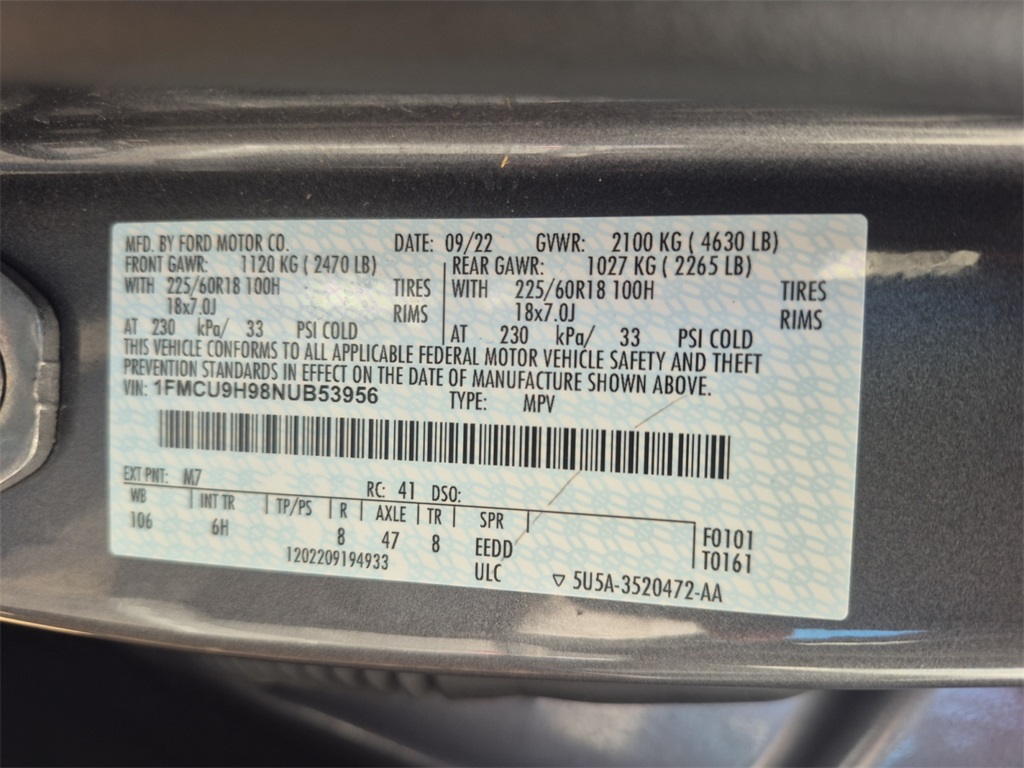 MFD. BY FORD MOTOR CO. DATE: 09/22 GVWR: 2100 KG ( 4630 LB)
FRONT GAWR: 1120 KG ( 2470 LB) REAR GAWR: 1027 KG ( 2265 LB)
WITH 225/60R18 100H TIRES WITH 225/60R18 100H TIRES
18x7.0J RIMS 18x7.0J RIMS
AT 230 kPa/ 33 PSI COLD AT 230 kPa/ 33 PSI COLD
THIS VEHICLE CONFORMS TO ALL APPLICABLE FEDERAL MOTOR VEHICLE SAFETY AND THEFT
PREVENTION STANDARDS IN EFFECT ON THE DATE OF MANUFACTURE SHOWN ABOVE.
VIN: 1FMCU9H98NUB53956 TYPE: MPV
EXT PNT: M7 RC: 41 DSO:
WB INT TR TP/PS R AXLE TR SPR
106 6H 8 47 8 EEDD F0101
1202209194933 ULC T0161
▽ 5U5A-3520472-AA